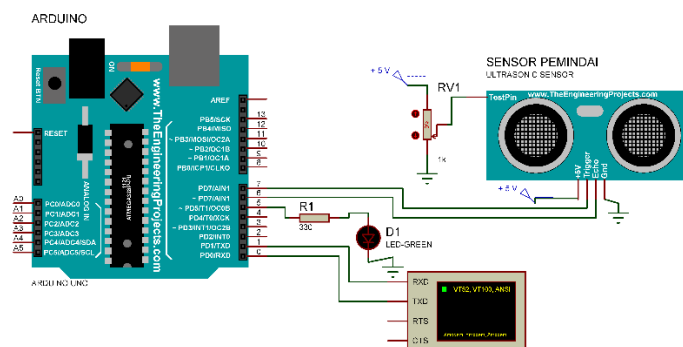 ARDUINO
Reset BTN
ON
www.TheEngineeringProjects.com
RESET
ANALOG IN
AREF
PB5/SCK 13
PB4/MISO 12
~ PB3/MOSI/OC2A 11
~ PB2/OC1B 10
~ PB1/OC1A 9
PB0/ICP1/CLKO 8
PD7/AIN1 7
~ PD6/AIN1 6
~ PD5/T1/OC0B 5
PD4/T0/XCK 4
~ PD3/INT1/OC2B 3
PD2/INT0 2
PD1/TXD 1
PD0/RXD 0
A0 PC0/ADC0
A1 PC1/ADC1
A2 PC2/ADC2
A3 PC3/ADC3
A4 PC4/ADC4/SDA
A5 PC5/ADC5/SCL
ARDUINO UNO
+ 5 V
RV1
1k
SENSOR PEMINDAI
ULTRASONIC SENSOR
TestPin
www.TheEngineeringProjects.com
+5V
Trigger
Echo
Gnd
+ 5 V
R1
330
D1
LED-GREEN
RXD
TXD
RTS
CTS
VT52, VT100, ANSI